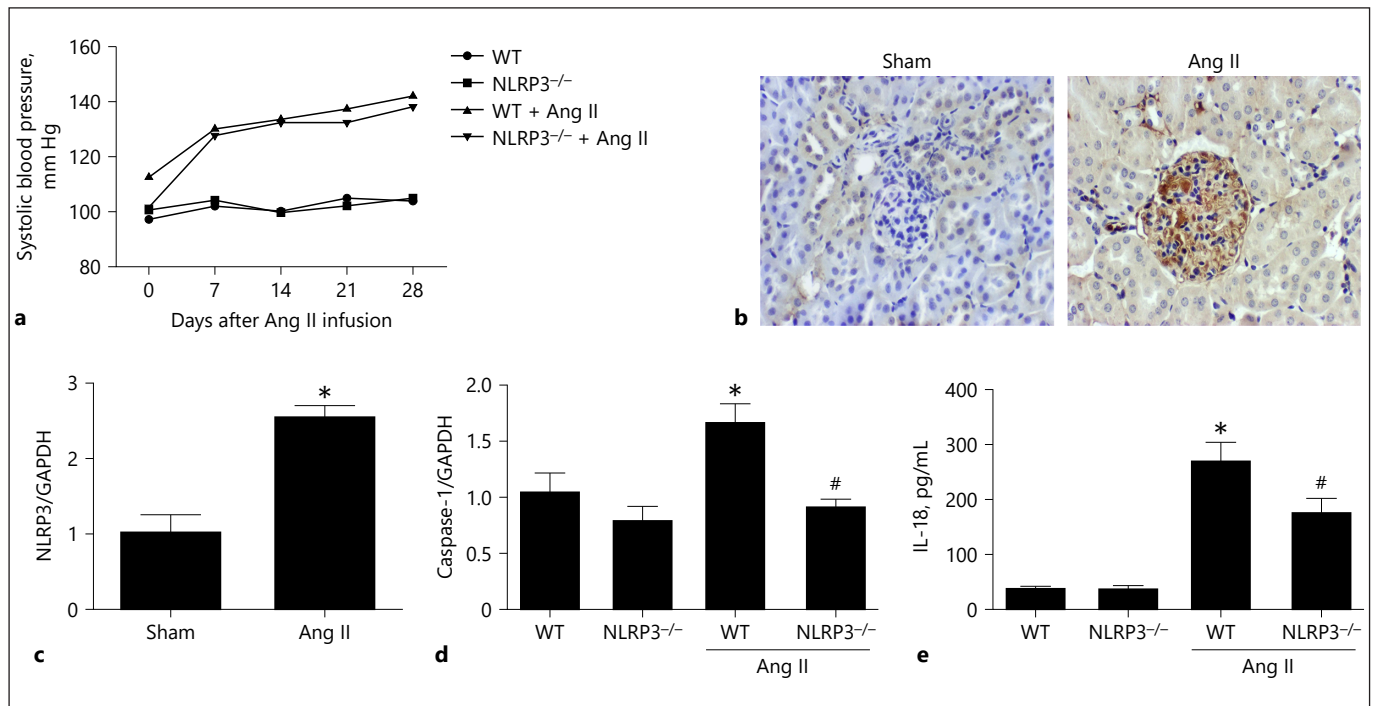 Systolic blood pressure,
mm Hg
160
140
120
100
80
0 7 14 21 28
Days after Ang II infusion
WT
NLRP3–/–
WT + Ang II
NLRP3–/– + Ang II
a
Sham Ang II
b
NLRP3/GAPDH
3
2
1
0
*
Sham Ang II
c
Caspase-1/GAPDH
2.0
1.5
1.0
0.5
0
*
#
WT NLRP3–/– WT NLRP3–/–
Ang II
d
IL-18, pg/mL
400
300
200
100
0
*
#
WT NLRP3–/– WT NLRP3–/–
Ang II
e